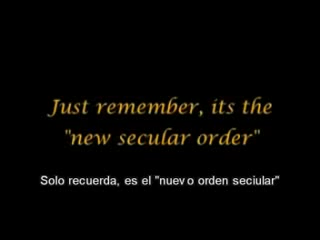 Just remember, its the
"new secular order"
Solo recuerda, es el "nuevo orden seciular"